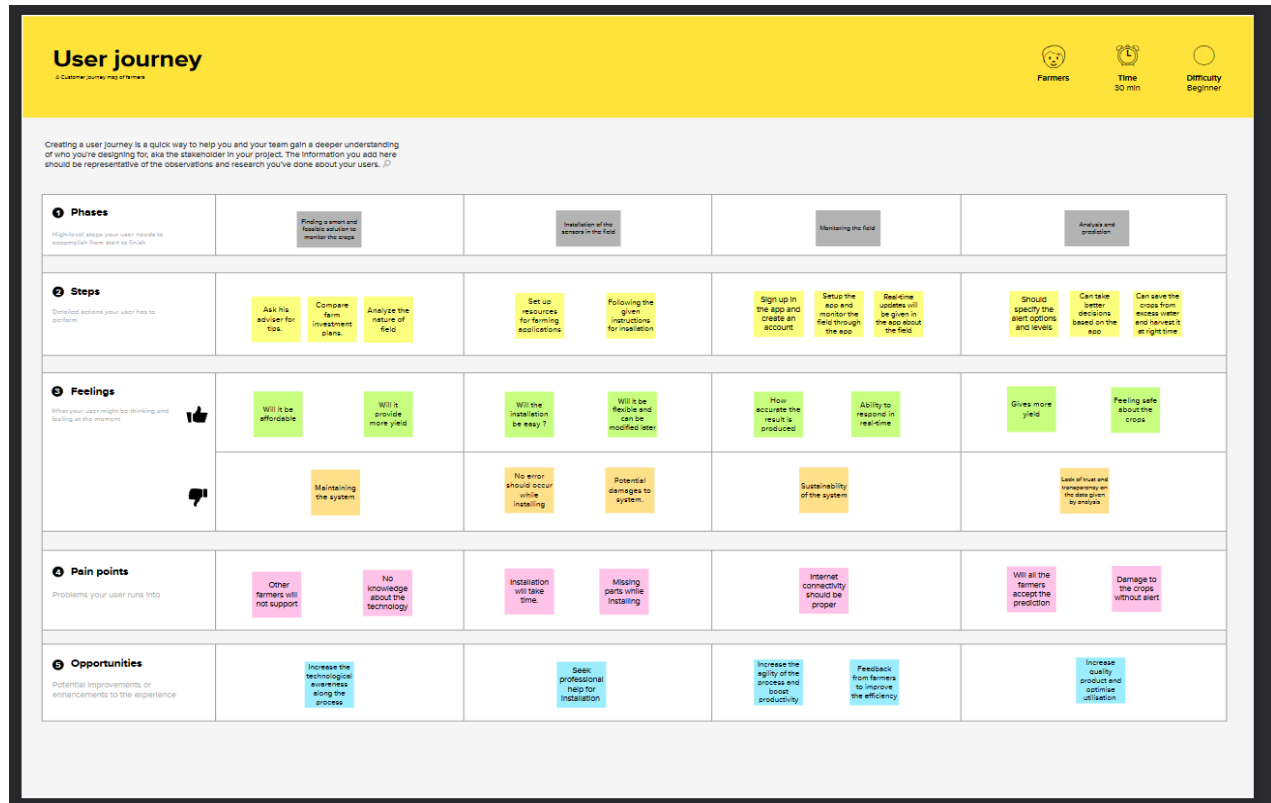 User journey
A Customer journey map of farmers
Farmers
Time
30 min
Difficulty
Beginner
Creating a user journey is a quick way to help you and your team gain a deeper understanding
of who you're designing for, aka the stakeholder in your project. The information you add here
should be representative of the observations and research you've done about your users.
1 Phases
High-level steps your user needs to
accomplish from start to finish
Finding a smart and
feasible solution to
monitor the crops
Installation of the
sensors in the field
Monitoring the field
Analysis and
prediction
2 Steps
Detailed actions your user has to
perform
Ask his
adviser for
tips.
Compare
farm
investment
plans.
Analyze the
nature of
field
Set up
resources
for farming
applications
Following the
given
instructions
for insallation
Sign up in
the app and
create an
account
Setup the
app and
monitor the
field through
the app
Real-time
updates will
be given in
the app about
the field
Should
specify the
alert options
and levels
Can take
better
decisions
based on the
app
Can save the
crops from
excess water
and harvest it
at right time
3 Feelings
What your user might be thinking and
feeling at the moment
Will it be
affordable
Will it
provide
more yield
Will the
installation
be easy ?
Will it be
flexible and
can be
modified later
How
accurate the
result is
produced
Ability to
respond in
real-time
Gives more
yield
Feeling safe
about the
crops
Maintaining
the system
No error
should occur
while
installing
Potential
damages to
system.
Sustainability
of the system
Lack of trust and
transparency on
the data given
by analysis
4 Pain points
Problems your user runs into
Other
farmers will
not support
No
knowledge
about the
technology
Installation
will take
time.
Missing
parts while
installing
Internet
connectivity
should be
proper
Will all the
farmers
accept the
prediction
Damage to
the crops
without alert
5 Opportunities
Potential improvements or
enhancements to the experience
Increase the
technological
awareness
along the
process
Seek
professional
help for
Installation
Increase the
agility of the
process and
boost
productivity
Feedback
from farmers
to improve
the efficiency
Increase
quality
product and
optimise
utilisation